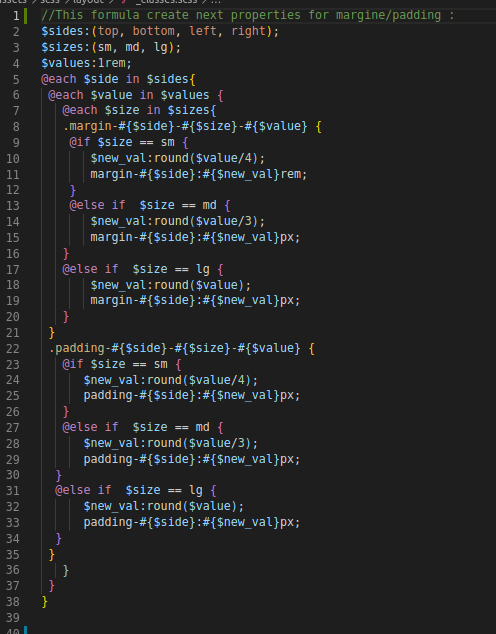 assets > scss > layout > _classes.scss > ...
1 //This formula create next properties for margine/padding :
2 $sides:(top, bottom, left, right);
3 $sizes:(sm, md, lg);
4 $values:1rem;
5 @each $side in $sides{
6 @each $value in $values {
7 @each $size in $sizes{
8 .margin-#{$side}-#{$size}-#{$value} {
9 @if $size == sm {
10 $new_val:round($value/4);
11 margin-#{$side}:#{$new_val}rem;
12 }
13 @else if  $size == md {
14 $new_val:round($value/3);
15 margin-#{$side}:#{$new_val}px;
16 }
17 @else if  $size == lg {
18 $new_val:round($value);
19 margin-#{$side}:#{$new_val}px;
20 }
21 }
22 .padding-#{$side}-#{$size}-#{$value} {
23 @if $size == sm {
24 $new_val:round($value/4);
25 padding-#{$side}:#{$new_val}px;
26 }
27 @else if  $size == md {
28 $new_val:round($value/3);
29 padding-#{$side}:#{$new_val}px;
30 }
31 @else if  $size == lg {
32 $new_val:round($value);
33 padding-#{$side}:#{$new_val}px;
34 }
35 }
36 }
37 }
38 }
39
40